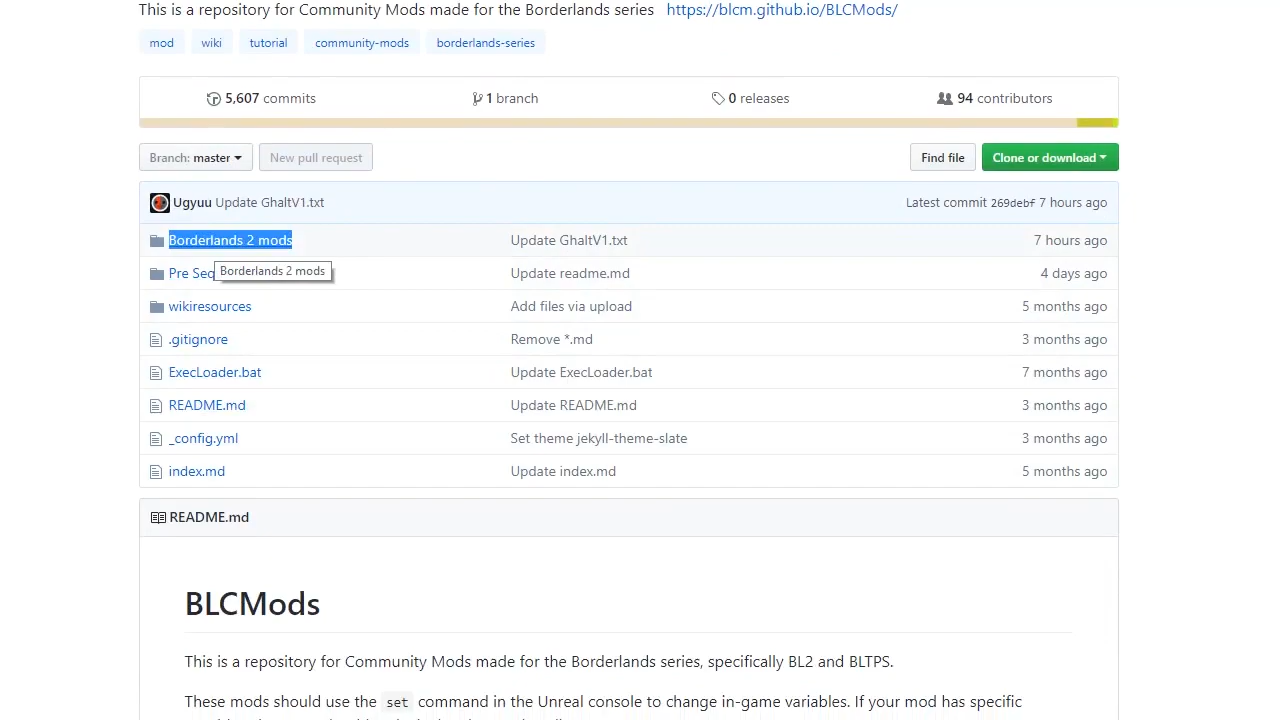 This is a repository for Community Mods made for the Borderlands series https://blcm.github.io/BLCMods/
mod wiki tutorial community-mods borderlands-series
5,607 commits 1 branch 0 releases 94 contributors
Branch: master New pull request Find file Clone or download
Ugyuu Update GhaltV1.txt Latest commit 269debf 7 hours ago
Borderlands 2 mods Update GhaltV1.txt 7 hours ago
Pre Seq Borderlands 2 mods Update readme.md 4 days ago
wikiresources Add files via upload 5 months ago
.gitignore Remove *.md 3 months ago
ExecLoader.bat Update ExecLoader.bat 7 months ago
README.md Update README.md 3 months ago
_config.yml Set theme jekyll-theme-slate 3 months ago
index.md Update index.md 5 months ago
README.md
BLCMods
This is a repository for Community Mods made for the Borderlands series, specifically BL2 and BLTPS.
These mods should use the set command in the Unreal console to change in-game variables. If your mod has specific